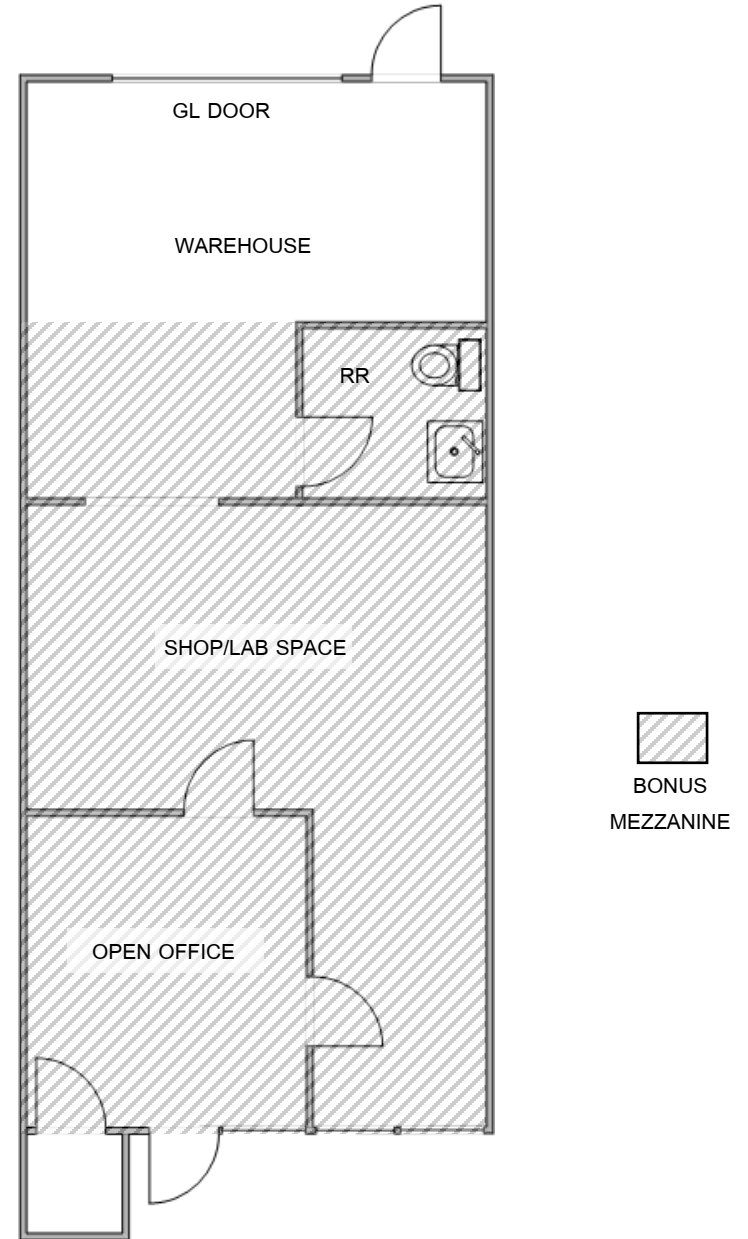 GL DOOR
WAREHOUSE
RR
SHOP/LAB SPACE
BONUS
MEZZANINE
OPEN OFFICE